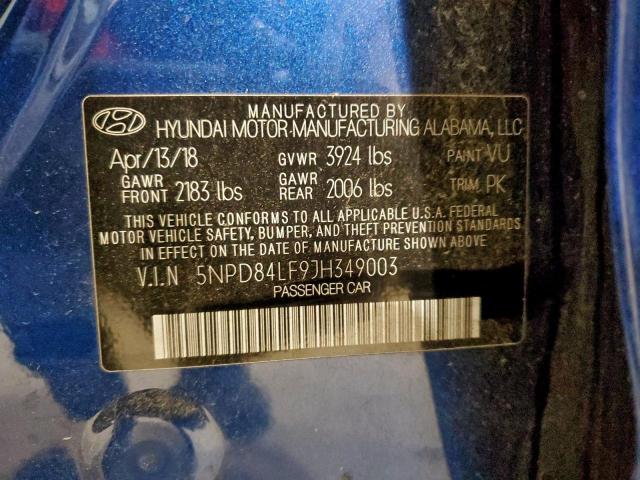 MANUFACTURED BY
HYUNDAI MOTOR MANUFACTURING ALABAMA, LLC
Apr/13/18 GVWR 3924 lbs PAINT VU
GAWR FRONT 2183 lbs GAWR REAR 2006 lbs TRIM PK
THIS VEHICLE CONFORMS TO ALL APPLICABLE U.S.A. FEDERAL
MOTOR VEHICLE SAFETY, BUMPER, AND THEFT PREVENTION STANDARDS
IN EFFECT ON THE DATE OF MANUFACTURE SHOWN ABOVE.
V.I.N 5NPD84LF9JH349003
PASSENGER CAR